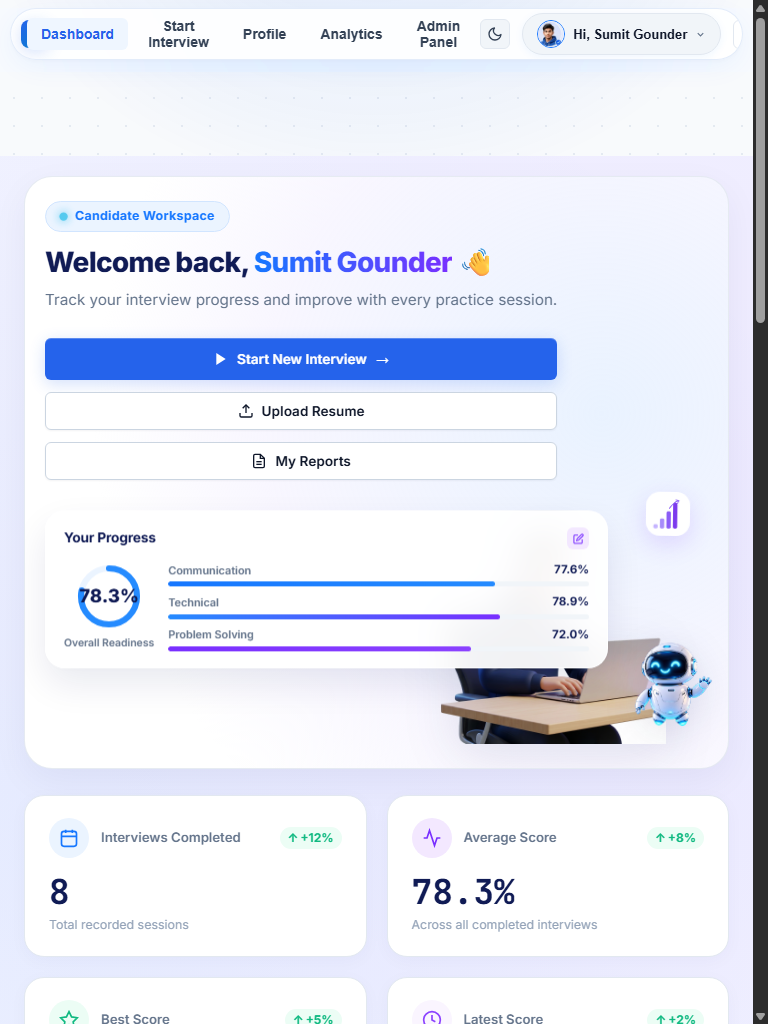 Dashboard
Start
Interview
Profile
Analytics
Admin
Panel
Hi, Sumit Gounder
Candidate Workspace
Welcome back, Sumit Gounder 👋
Track your interview progress and improve with every practice session.
Start New Interview →
Upload Resume
My Reports
Your Progress
78.3%
Overall Readiness
Communication 77.6%
Technical 78.9%
Problem Solving 72.0%
Interviews Completed ↑ +12%
8
Total recorded sessions
Average Score ↑ +8%
78.3%
Across all completed interviews
Best Score ↑ +5%
Latest Score ↑ +2%